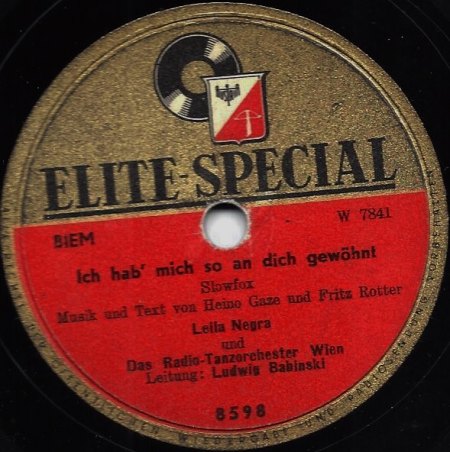 ELITE-SPECIAL
W 7841
BIEM
Ich hab' mich so an dich gewöhnt
Slowfox
Musik und Text von Heino Gaze und Fritz Rotter
Leila Negra
und
Das Radio-Tanzorchester Wien
Leitung: Ludwig Babinski
8598
WIEDERGABE